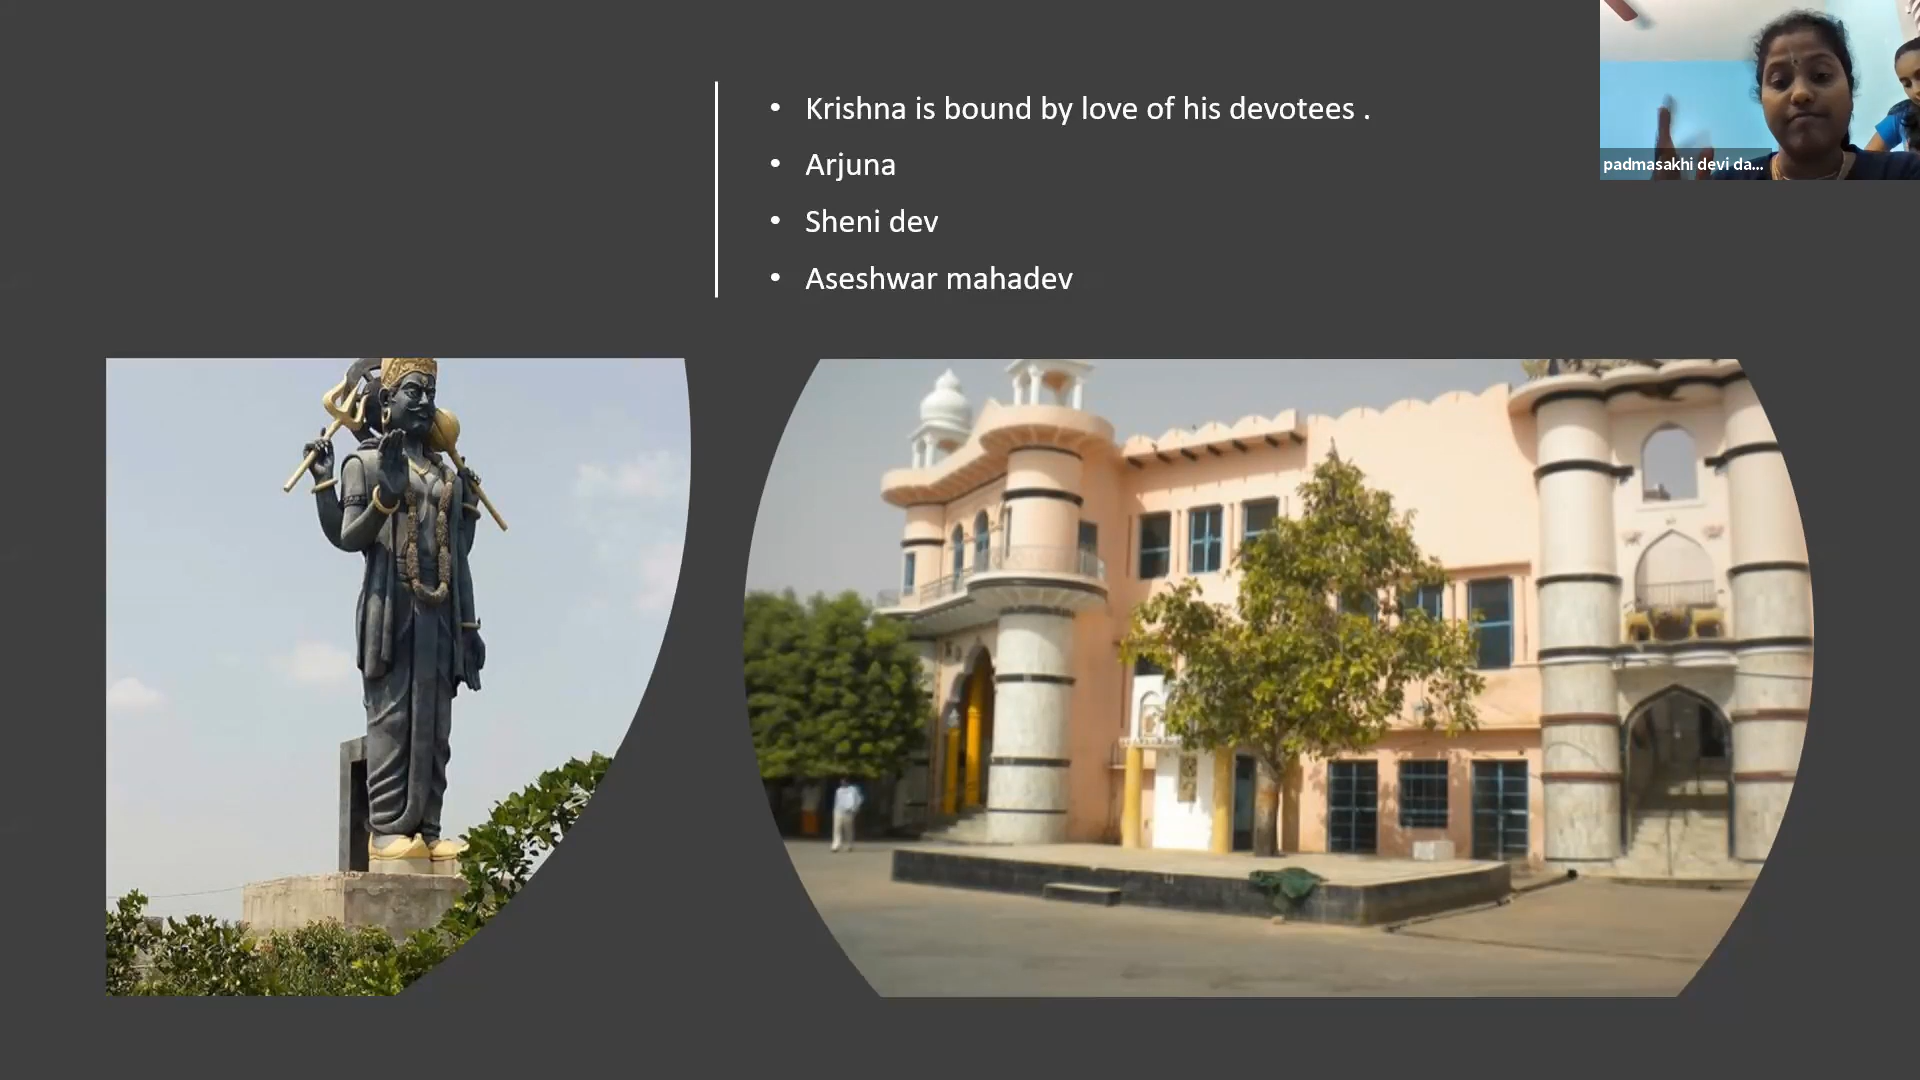 • Krishna is bound by love of his devotees .
• Arjuna
• Sheni dev
• Aseshwar mahadev
padmasakhi devi da...